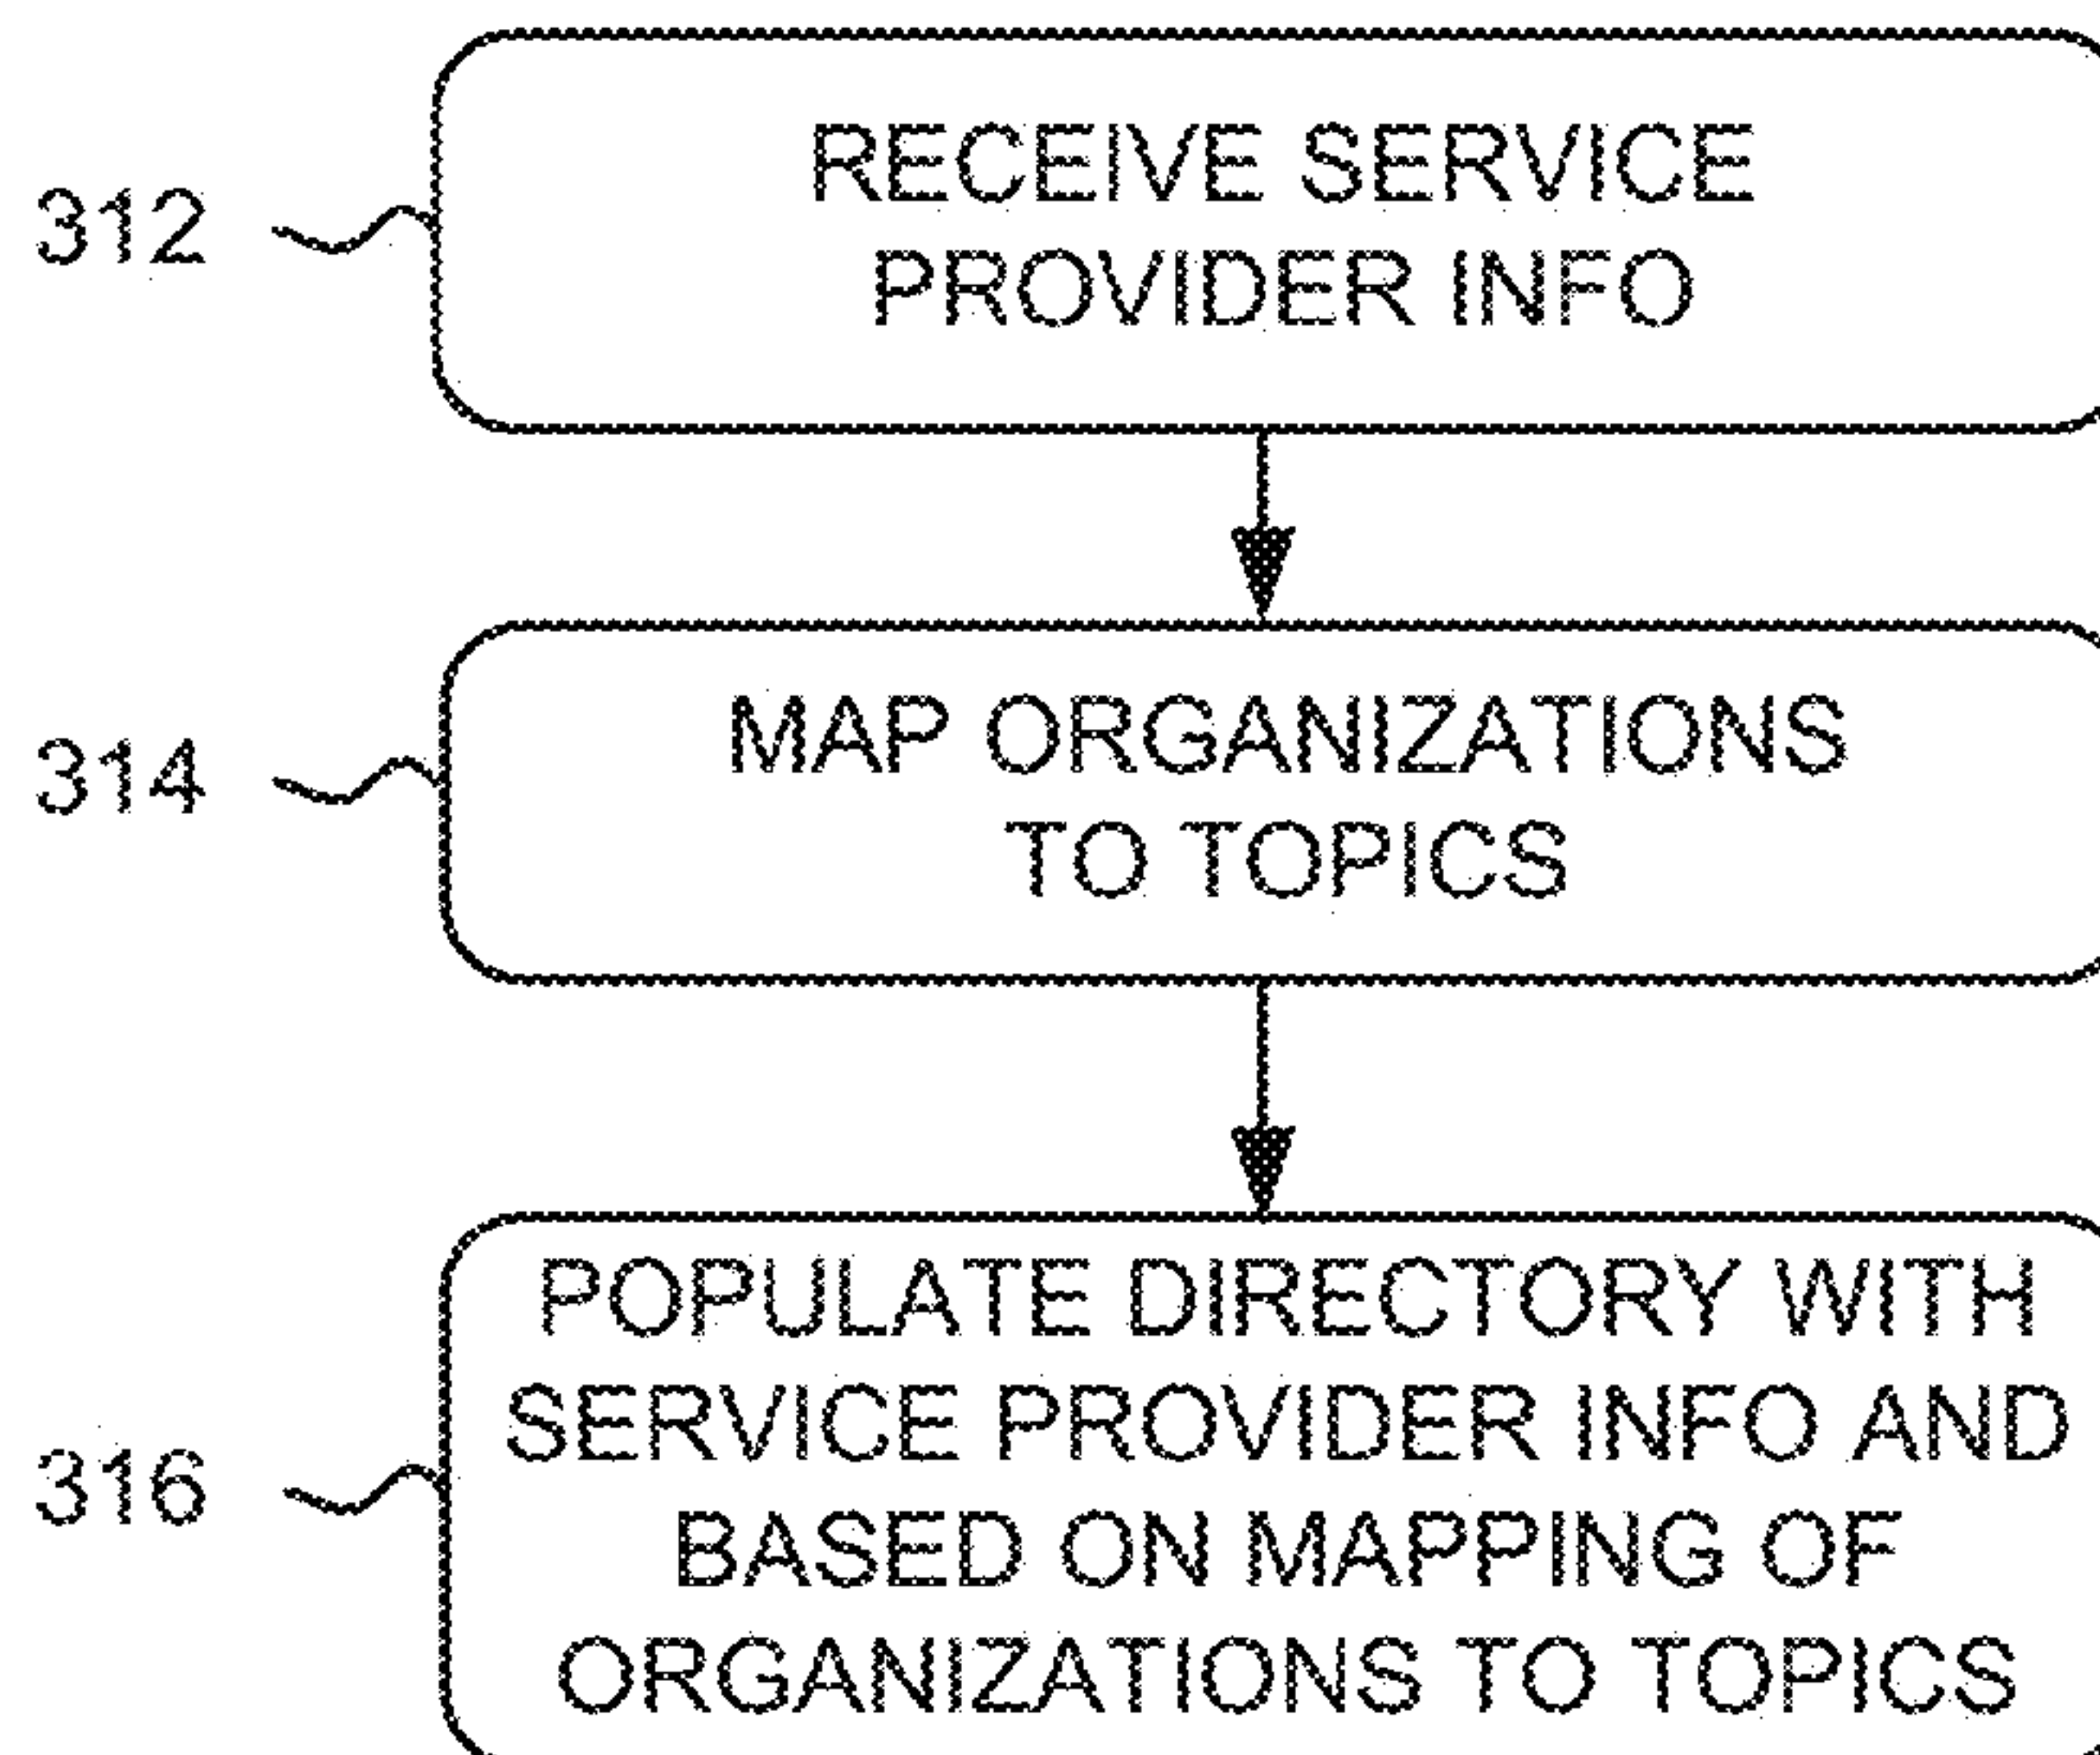 312
RECEIVE SERVICE
PROVIDER INFO
314
MAP ORGANIZATIONS
TO TOPICS
316
POPULATE DIRECTORY WITH
SERVICE PROVIDER INFO AND
BASED ON MAPPING OF
ORGANIZATIONS TO TOPICS